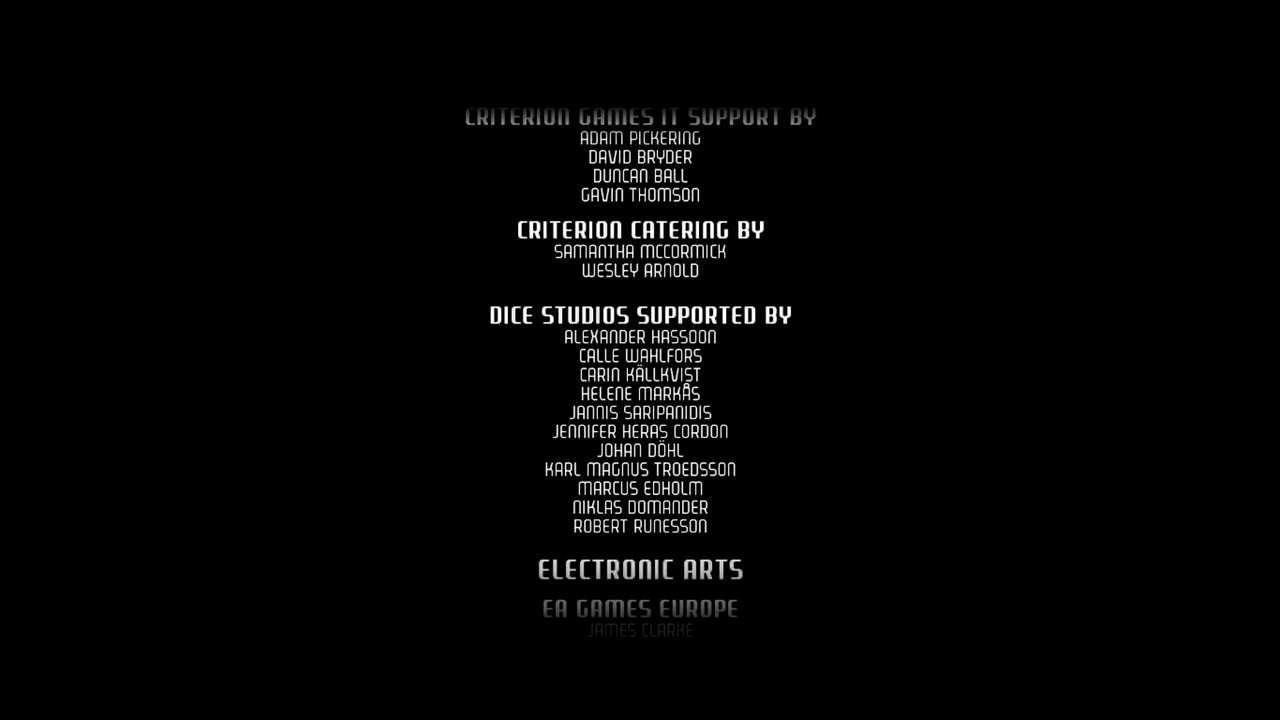 CRITERION GAMES IT SUPPORT BY
ADAM PICKERING
DAVID BRYDER
DUNCAN BALL
GAVIN THOMSON
CRITERION CATERING BY
SAMANTHA MCCORMICK
WESLEY ARNOLD
DICE STUDIOS SUPPORTED BY
ALEXANDER HASSOON
CALLE WAHLFORS
CARIN KÄLLKVIST
HELENE MARKÅS
JANNIS SARIPANIDIS
JENNIFER HERAS CORDON
JOHAN DÖHL
KARL MAGNUS TROEDSSON
MARCUS EDHOLM
NIKLAS DOMANDER
ROBERT RUNESSON
ELECTRONIC ARTS
EA GAMES EUROPE
JAMES CLARKE